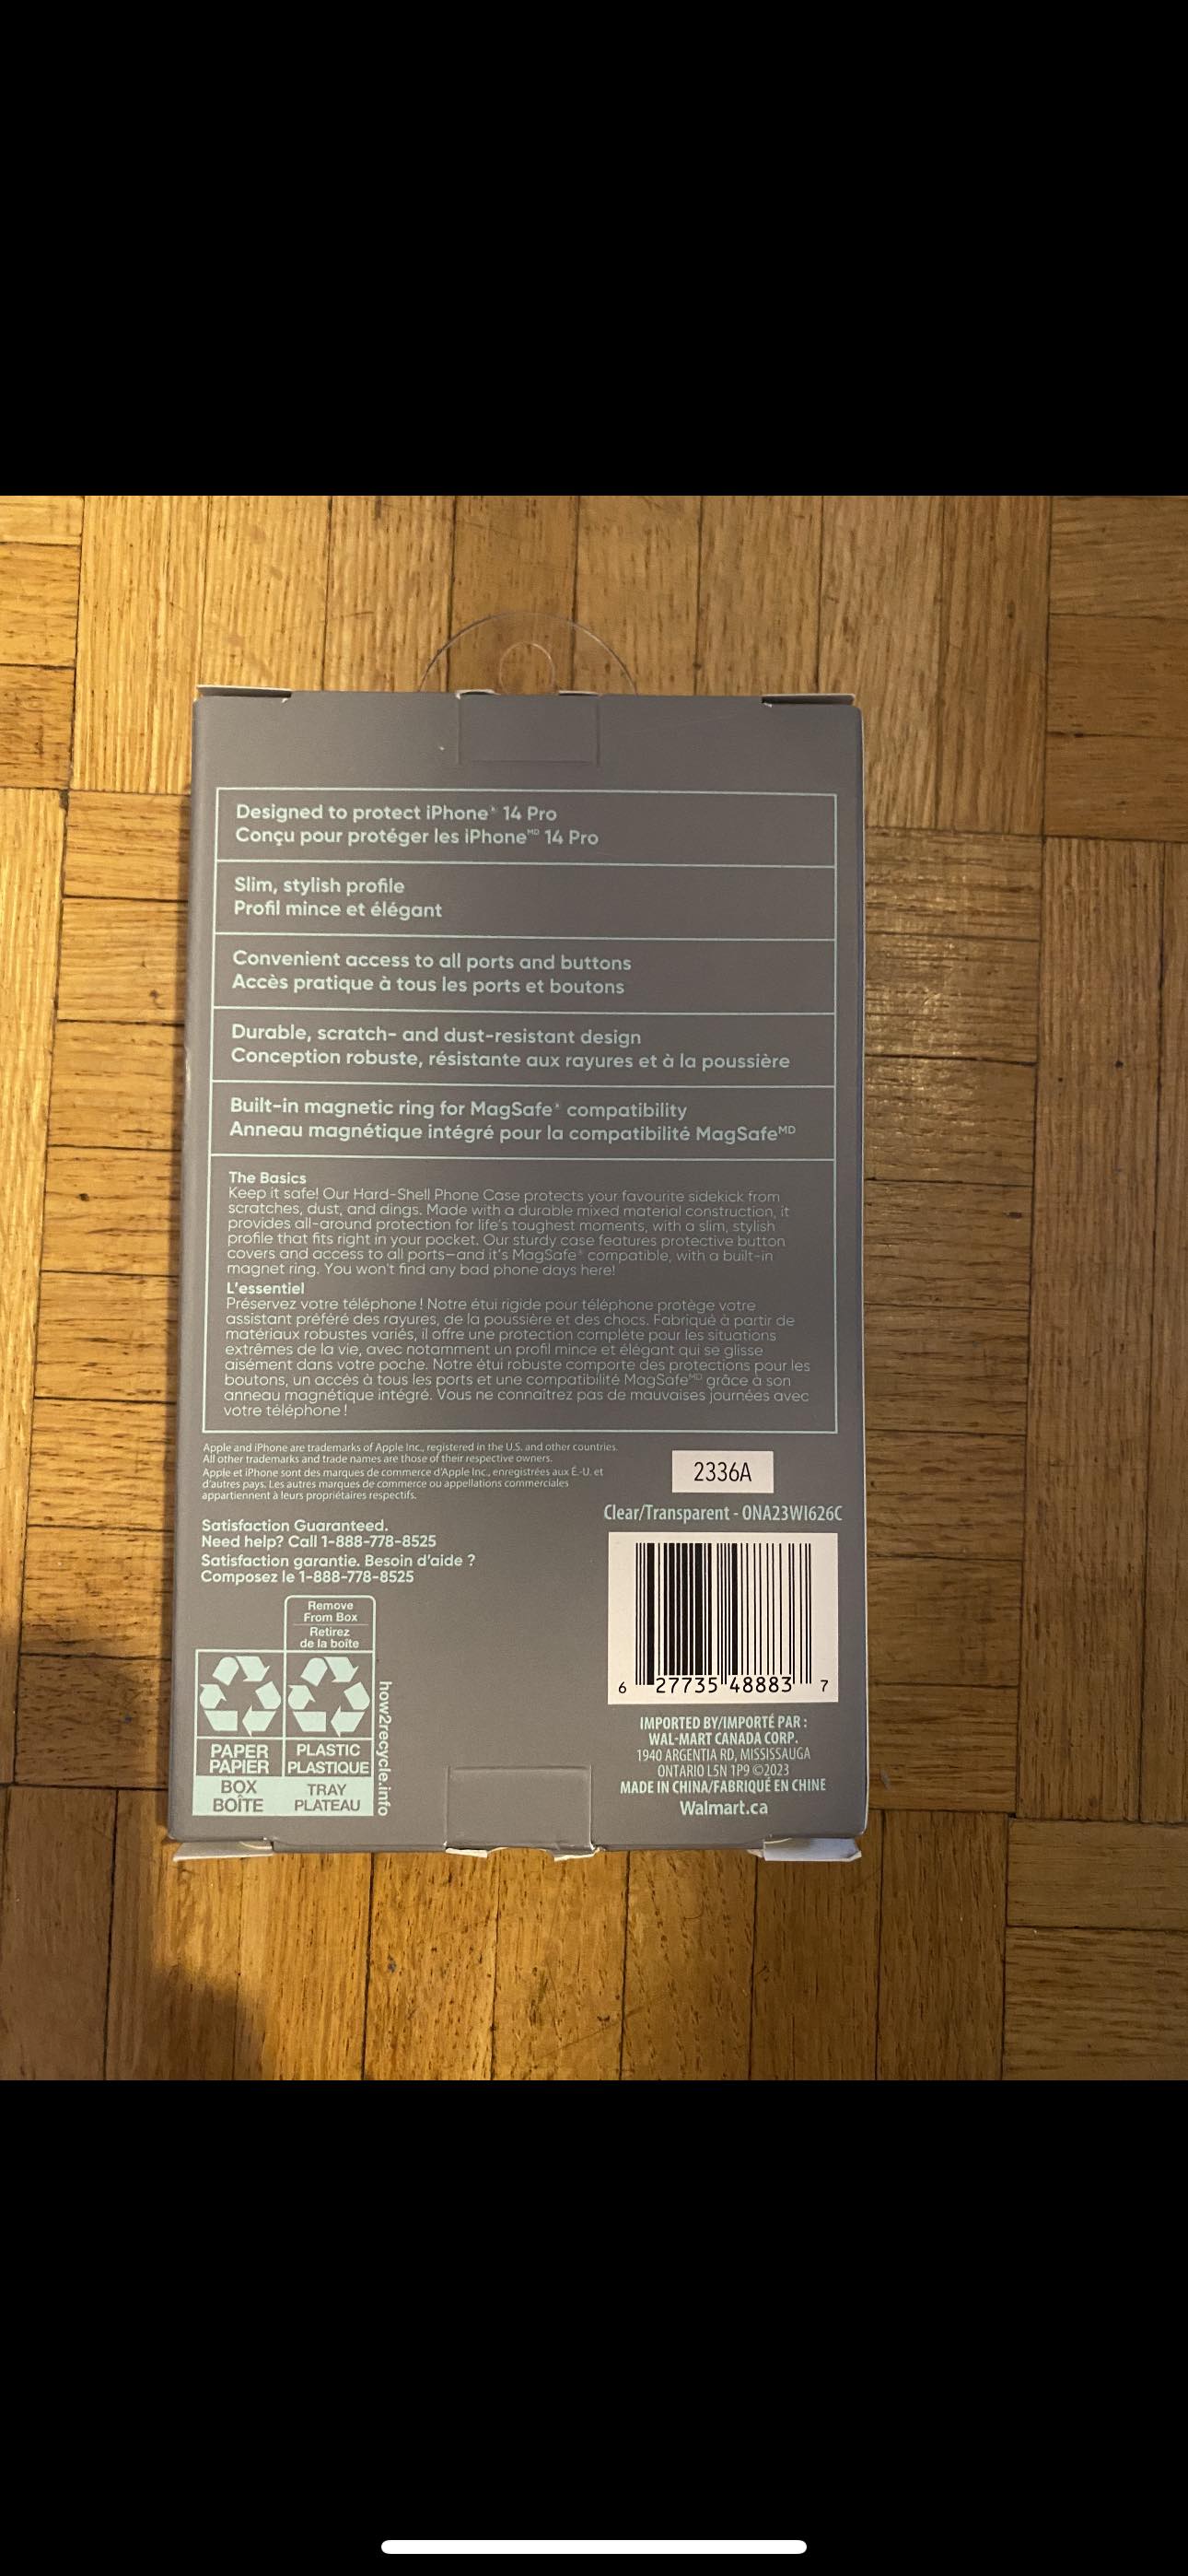 Designed to protect iPhone* 14 Pro
Conçu pour protéger les iPhoneMD 14 Pro
Slim, stylish profile
Profil mince et élégant
Convenient access to all ports and buttons
Accès pratique à tous les ports et boutons
Durable, scratch- and dust-resistant design
Conception robuste, résistante aux rayures et à la poussière
Built-in magnetic ring for MagSafe* compatibility
Anneau magnétique intégré pour la compatibilité MagSafeMD
The Basics
Keep it safe! Our Hard-Shell Phone Case protects your favourite sidekick from
scratches, dust, and dings. Made with a durable mixed material construction, it
provides all-around protection for life's toughest moments, with a slim, stylish
profile that fits right in your pocket. Our sturdy case features protective button
covers and access to all ports—and it's MagSafe* compatible, with a built-in
magnet ring. You won't find any bad phone days here!
L'essentiel
Préservez votre téléphone ! Notre étui rigide pour téléphone protège votre
assistant préféré des rayures, de la poussière et des chocs. Fabriqué à partir de
matériaux robustes variés, il offre une protection complète pour les situations
extrêmes de la vie, avec notamment un profil mince et élégant qui se glisse
aisément dans votre poche. Notre étui robuste comporte des protections pour les
boutons, un accès à tous les ports et une compatibilité MagSafeMD grâce à son
anneau magnétique intégré. Vous ne connaîtrez pas de mauvaises journées avec
votre téléphone !
Apple and iPhone are trademarks of Apple Inc., registered in the U.S. and other countries.
All other trademarks and trade names are those of their respective owners.
Apple et iPhone sont des marques de commerce d'Apple Inc., enregistrées aux É.-U. et
d'autres pays. Les autres marques de commerce ou appellations commerciales
appartiennent à leurs propriétaires respectifs.
2336A
Clear/Transparent - ONA23WI626C
Satisfaction Guaranteed.
Need help? Call 1-888-778-8525
Satisfaction garantie. Besoin d'aide ?
Composez le 1-888-778-8525
Remove
From Box
Retirez
de la boîte
PAPER
PAPIER
BOX
BOÎTE
PLASTIC
PLASTIQUE
TRAY
PLATEAU
how2recycle.info
6 27735 48883 7
IMPORTED BY/IMPORTÉ PAR :
WAL-MART CANADA CORP.
1940 ARGENTIA RD, MISSISSAUGA
ONTARIO L5N 1P9 ©2023
MADE IN CHINA/FABRIQUÉ EN CHINE
Walmart.ca